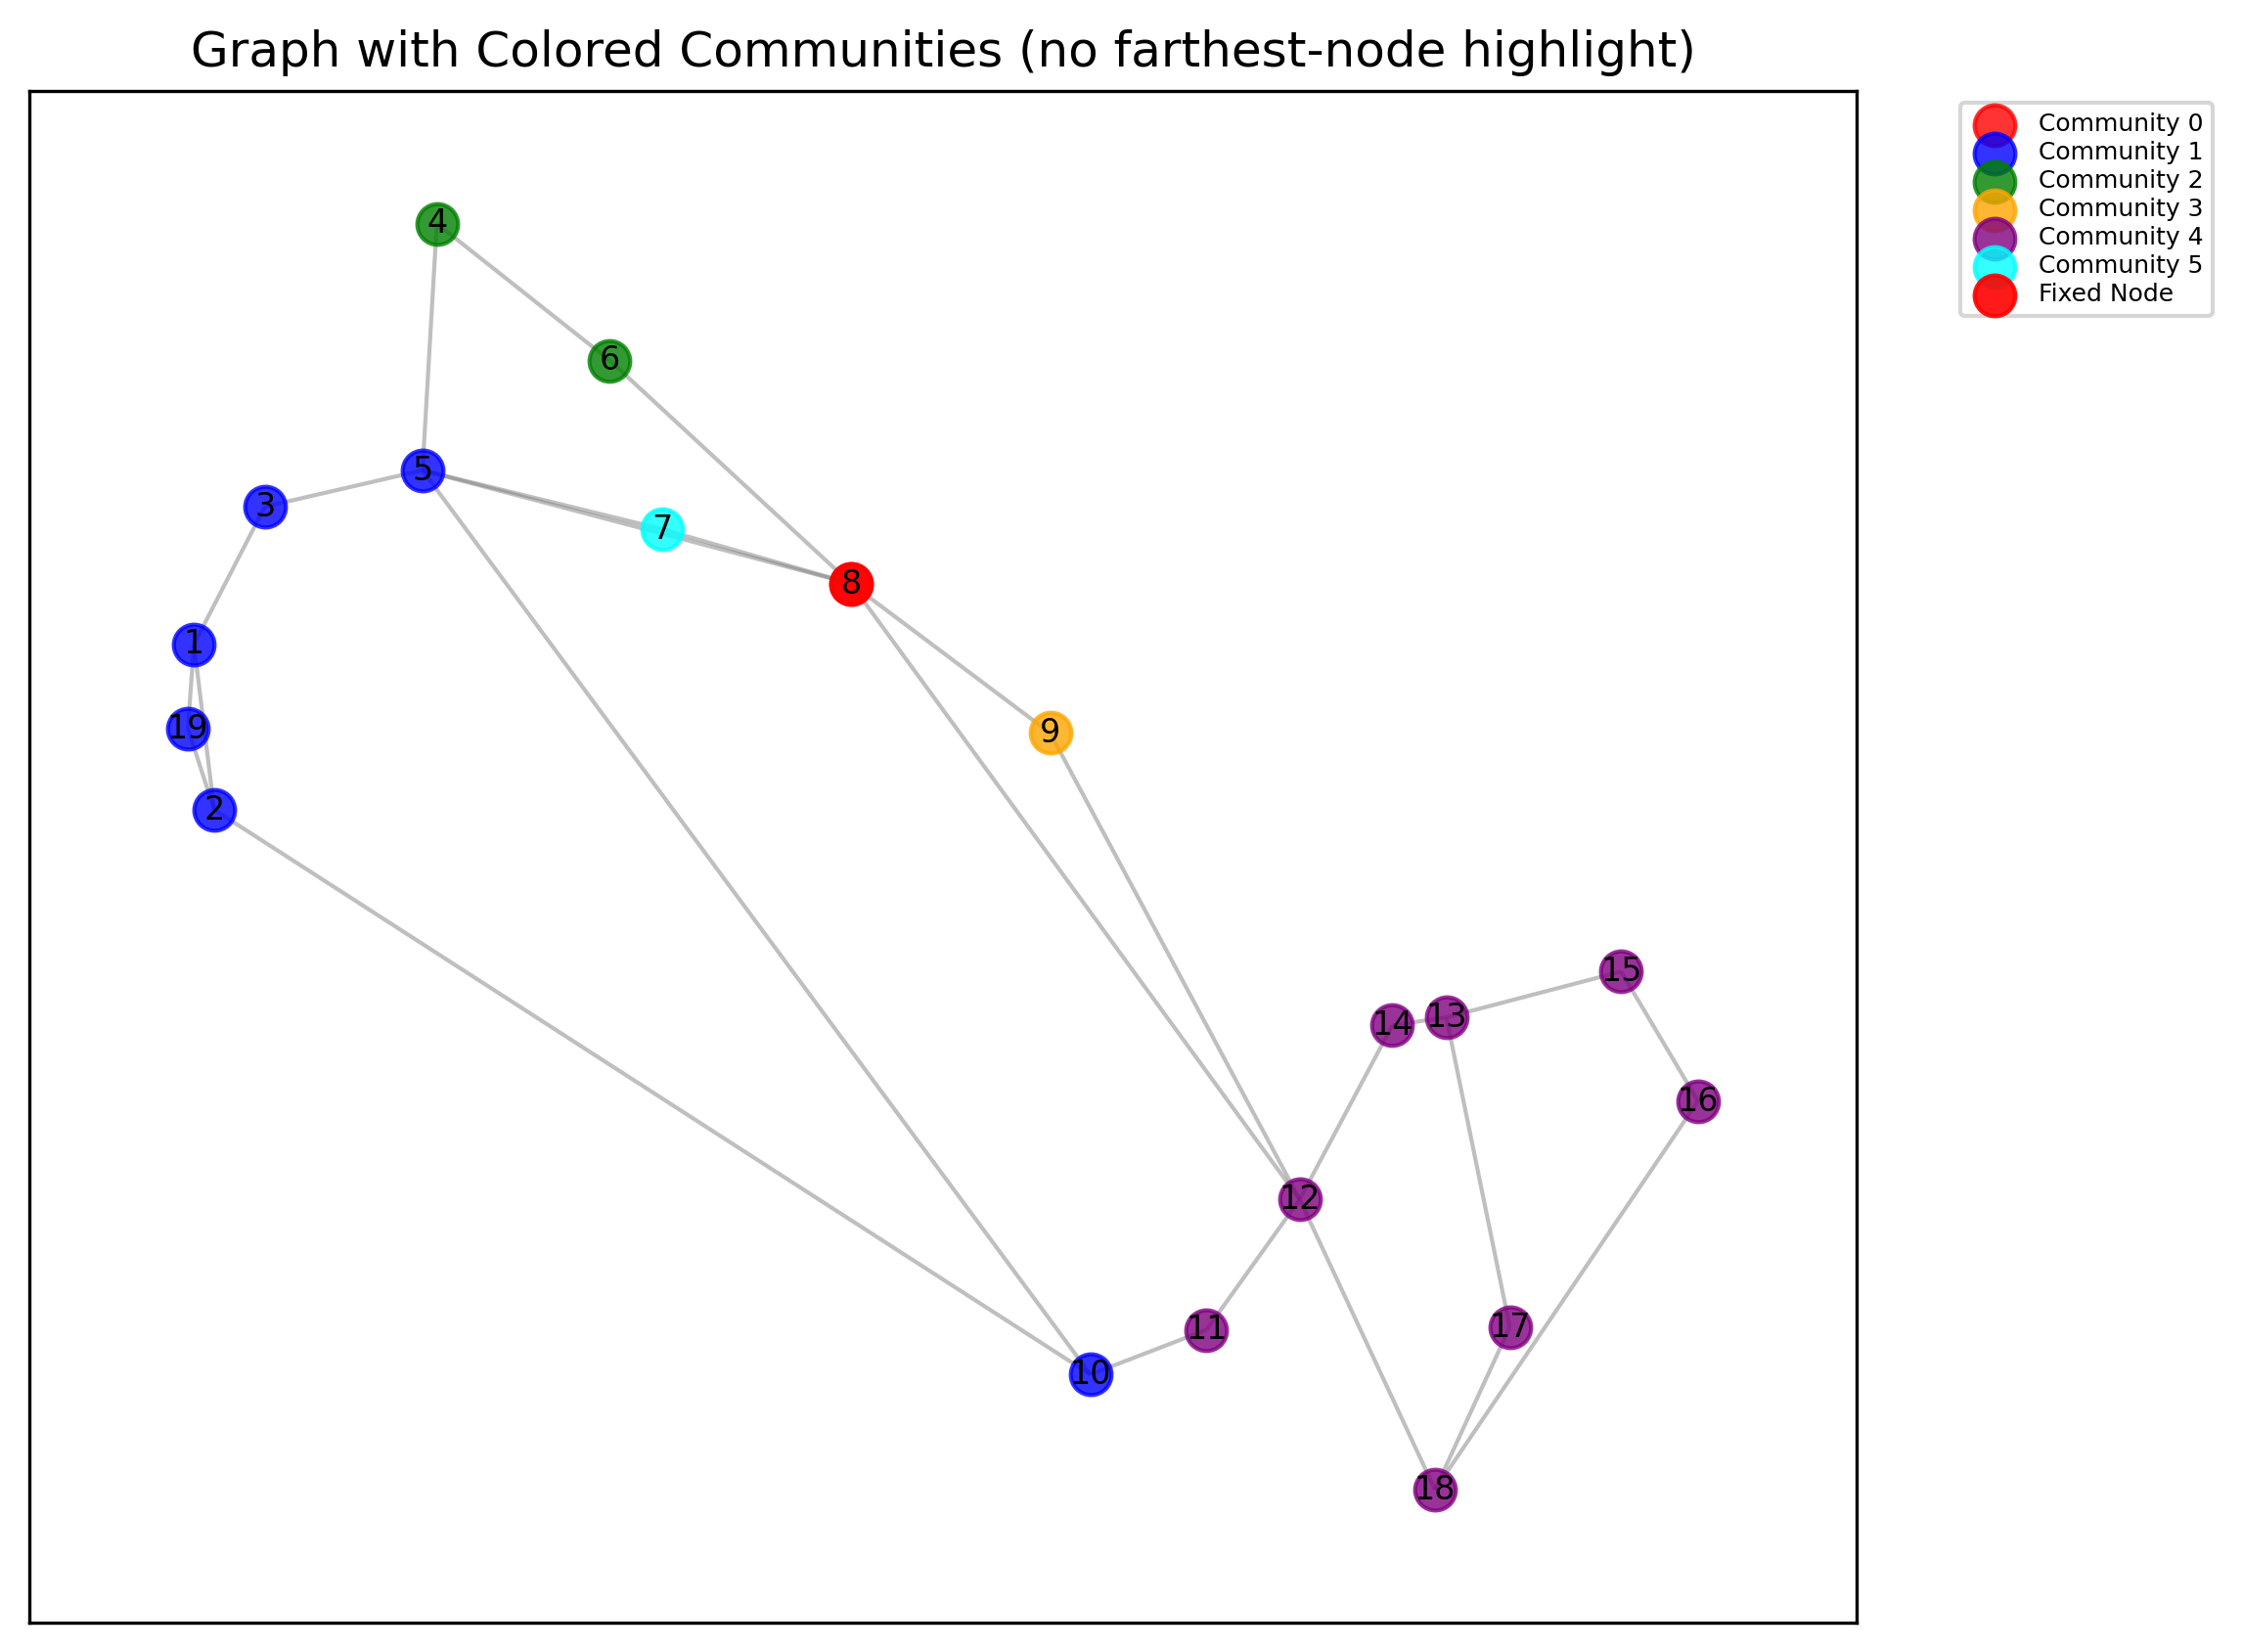 Graph with Colored Communities (no farthest-node highlight)
Community 0
Community 1
Community 2
Community 3
Community 4
Community 5
Fixed Node
4
6
5
3
7
8
1
19
9
2
15
14
13
16
12
11
17
10
18